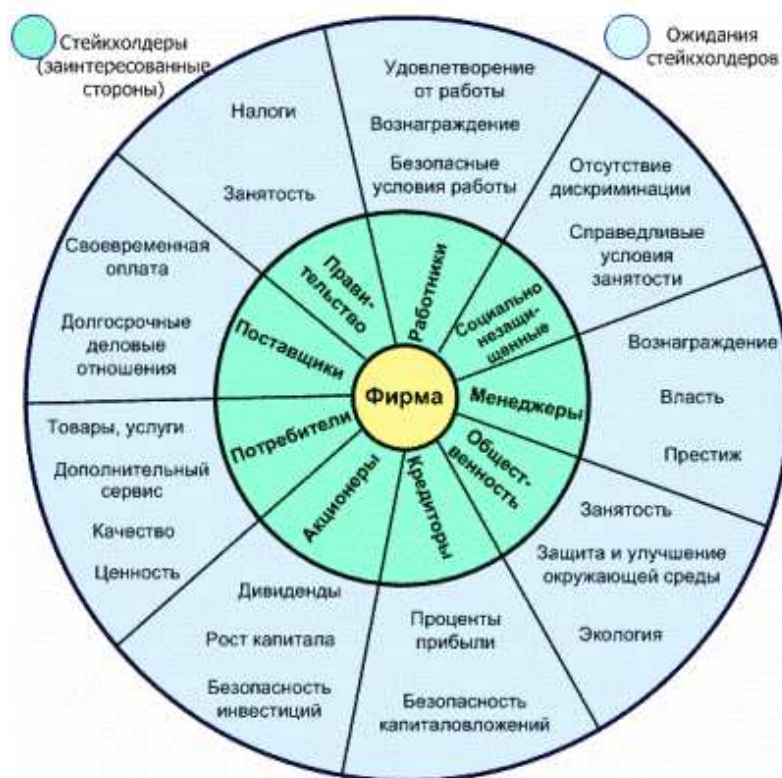 Стейкхолдеры
(заинтересованные
стороны)
Ожидания
стейкхолдеров
Удовлетворение
от работы
Вознаграждение
Безопасные
условия работы
Налоги
Занятость
Отсутствие
дискриминации
Справедливые
условия
занятости
Своевременная
оплата
Долгосрочные
деловые
отношения
Вознаграждение
Власть
Престиж
Прави-
тельство
Работники
Социально
незащи-
щенные
Поставщики
Фирма
Менеджеры
Потребители
Общест-
венность
Акционеры
Кредиторы
Товары, услуги
Дополнительный
сервис
Качество
Ценность
Занятость
Защита и улучшение
окружающей среды
Экология
Дивиденды
Рост капитала
Безопасность
инвестиций
Проценты
прибыли
Безопасность
капиталовложений